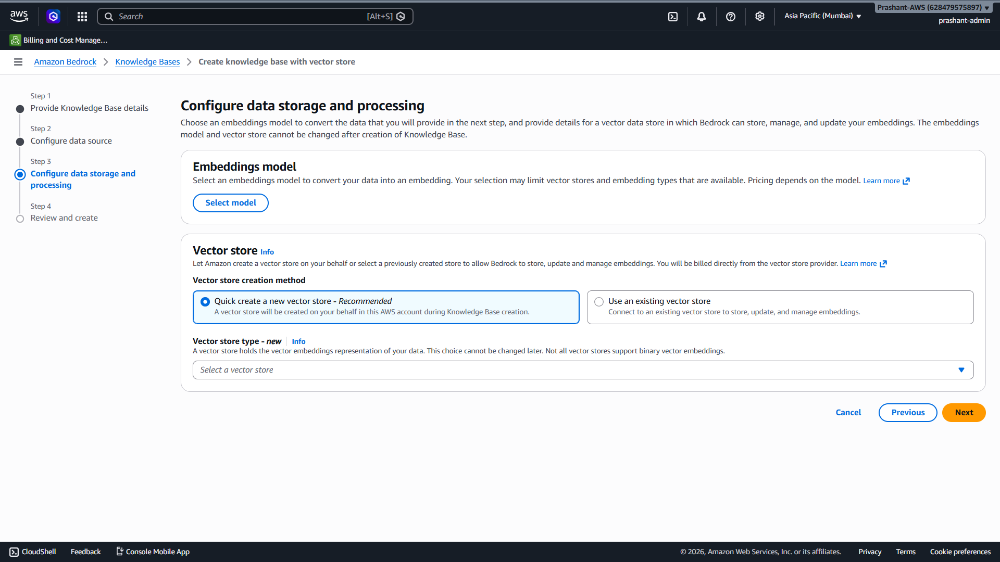 aws
Search
[Alt+S]
Asia Pacific (Mumbai)
Prashant-AWS (628479575897)
prashant-admin
Billing and Cost Manage...
Amazon Bedrock
Knowledge Bases
Create knowledge base with vector store
Step 1
Provide Knowledge Base details
Step 2
Configure data source
Step 3
Configure data storage and
processing
Step 4
Review and create
Configure data storage and processing
Choose an embeddings model to convert the data that you will provide in the next step, and provide details for a vector data store in which Bedrock can store, manage, and update your embeddings. The embeddings
model and vector store cannot be changed after creation of Knowledge Base.
Embeddings model
Select an embeddings model to convert your data into an embedding. Your selection may limit vector stores and embedding types that are available. Pricing depends on the model. Learn more
Select model
Vector store Info
Let Amazon create a vector store on your behalf or select a previously created store to allow Bedrock to store, update and manage embeddings. You will be billed directly from the vector store provider. Learn more
Vector store creation method
Quick create a new vector store - Recommended
A vector store will be created on your behalf in this AWS account during Knowledge Base creation.
Use an existing vector store
Connect to an existing vector store to store, update, and manage embeddings.
Vector store type - new Info
A vector store holds the vector embeddings representation of your data. This choice cannot be changed later. Not all vector stores support binary vector embeddings.
Select a vector store
Cancel
Previous
Next
CloudShell
Feedback
Console Mobile App
© 2026, Amazon Web Services, Inc. or its affiliates.
Privacy
Terms
Cookie preferences